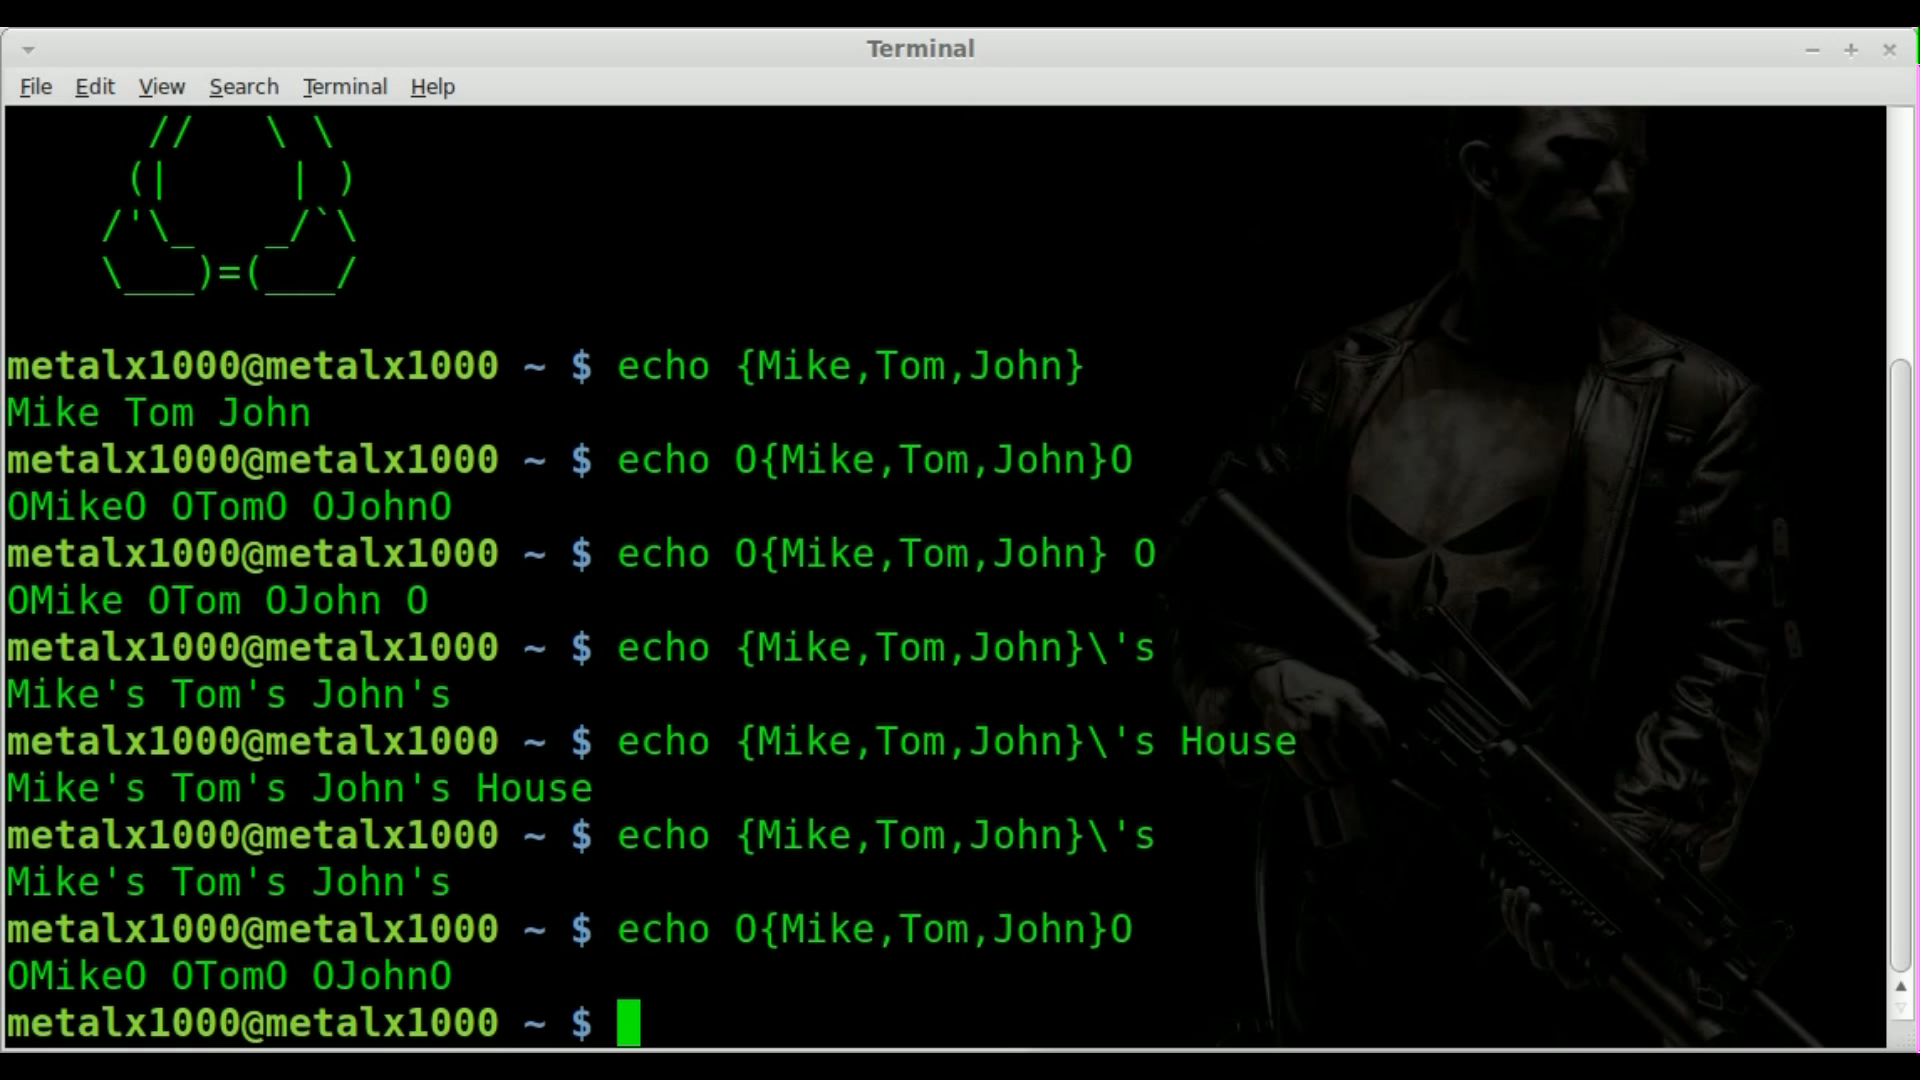 Terminal
File Edit View Search Terminal Help
// \ \
(| | )
/'\_ _/`\
\___)=(___/
metalx1000@metalx1000 ~ $ echo {Mike,Tom,John}
Mike Tom John
metalx1000@metalx1000 ~ $ echo O{Mike,Tom,John}O
OMikeO OTomO OJohnO
metalx1000@metalx1000 ~ $ echo O{Mike,Tom,John} O
OMike OTom OJohn O
metalx1000@metalx1000 ~ $ echo {Mike,Tom,John}\'s
Mike's Tom's John's
metalx1000@metalx1000 ~ $ echo {Mike,Tom,John}\'s House
Mike's Tom's John's House
metalx1000@metalx1000 ~ $ echo {Mike,Tom,John}\'s
Mike's Tom's John's
metalx1000@metalx1000 ~ $ echo O{Mike,Tom,John}O
OMikeO OTomO OJohnO
metalx1000@metalx1000 ~ $